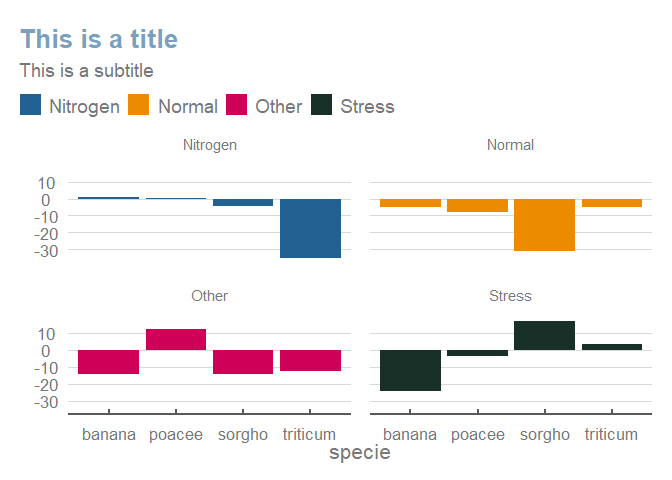 This is a title
This is a subtitle
Nitrogen Normal Other Stress
Nitrogen Normal
10
0
-10
-20
-30
Other Stress
10
0
-10
-20
-30
banana poacee sorgho triticum banana poacee sorgho triticum
specie